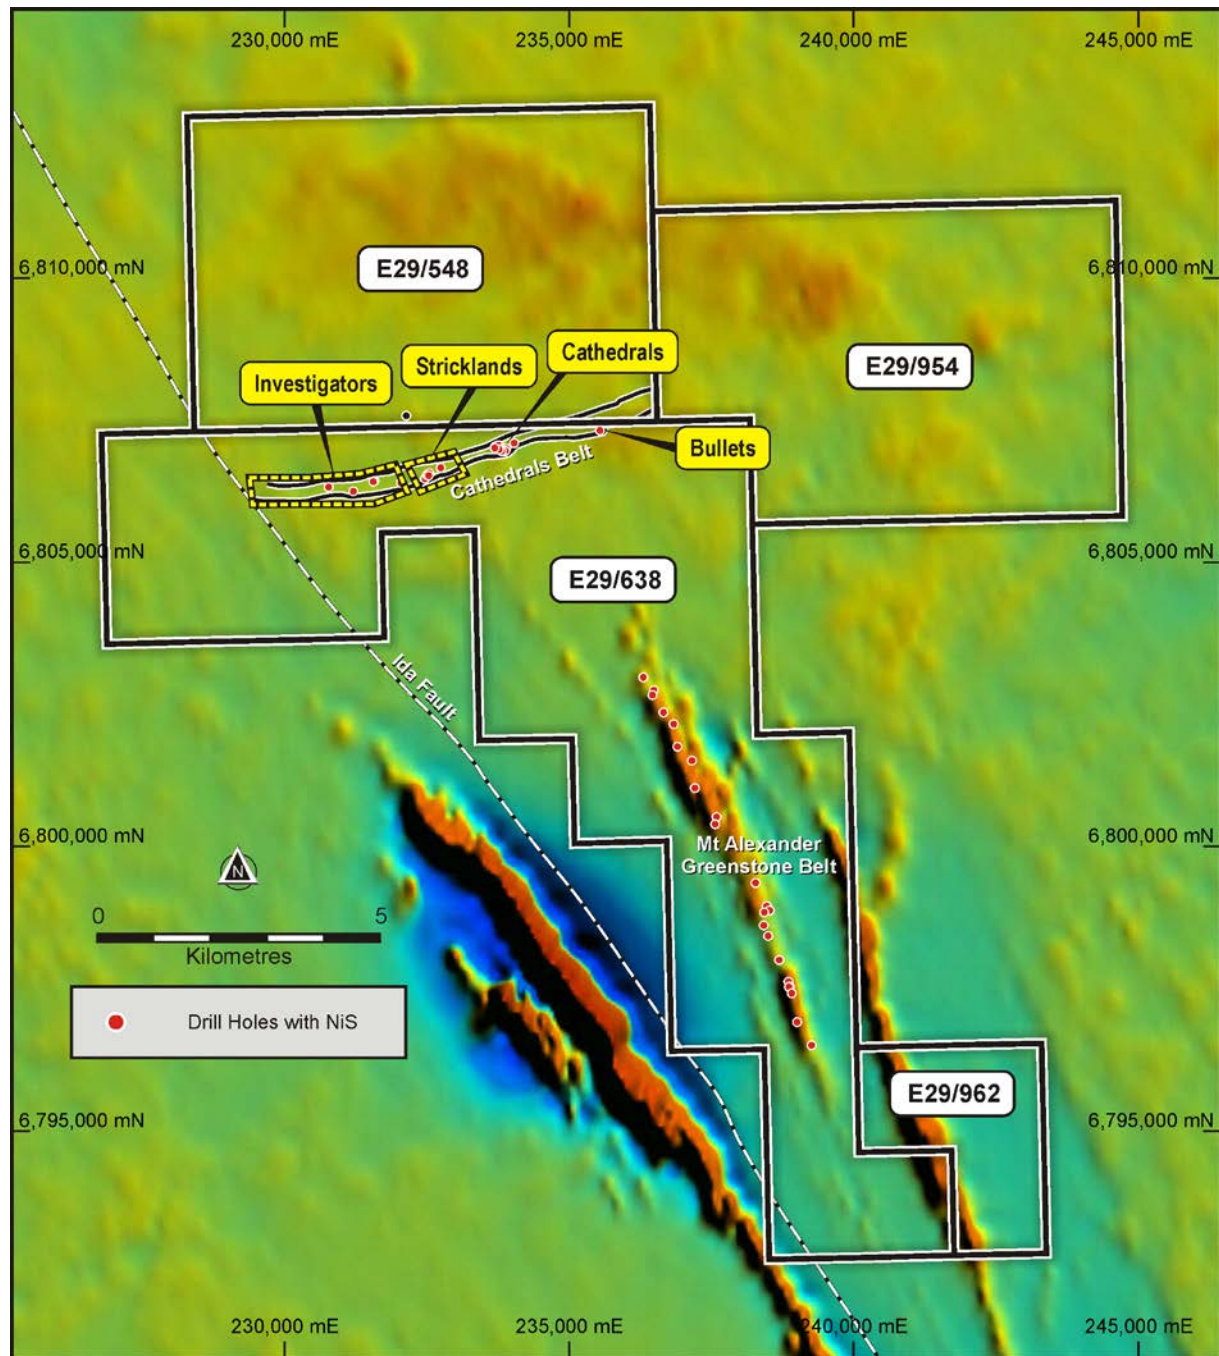 230,000 mE
235,000 mE
240,000 mE
245,000 mE
6,810,000 mN
E29/548
6,810,000 mN
Cathedrals
Stricklands
E29/954
Investigators
Bullets
Cathedrals Belt
6,805,000 mN
E29/638
6,805,000 mN
Ida Fault
6,800,000 mN
Mt Alexander
Greenstone Belt
6,800,000 mN
N
0
5
Kilometres
Drill Holes with NiS
E29/962
6,795,000 mN
6,795,000 mN
230,000 mE
235,000 mE
240,000 mE
245,000 mE